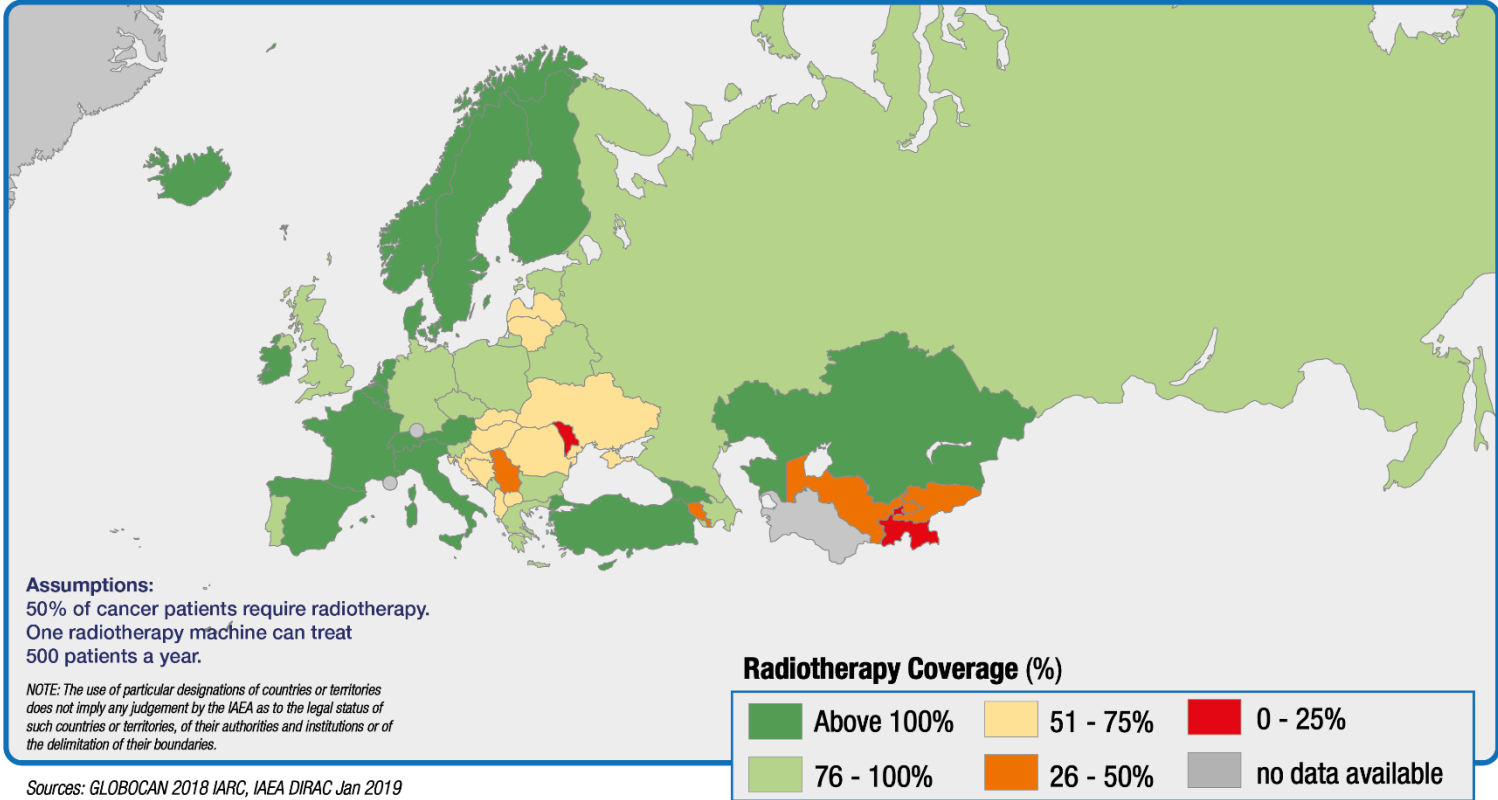 Assumptions:
50% of cancer patients require radiotherapy.
One radiotherapy machine can treat
500 patients a year.
NOTE: The use of particular designations of countries or territories
does not imply any judgement by the IAEA as to the legal status of
such countries or territories, of their authorities and institutions or of
the delimitation of their boundaries.
Radiotherapy Coverage (%)
Above 100%
51 - 75%
0 - 25%
76 - 100%
26 - 50%
no data available
Sources: GLOBOCAN 2018 IARC, IAEA DIRAC Jan 2019